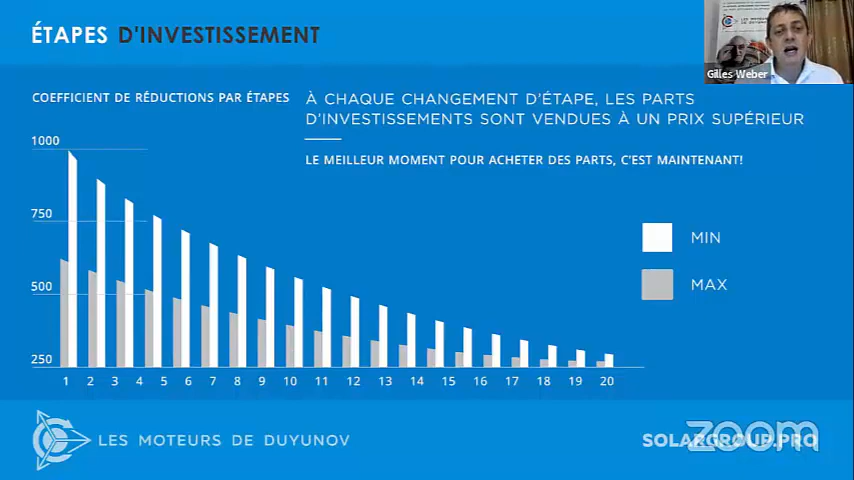 ÉTAPES D'INVESTISSEMENT
Gilles Weber
COEFFICIENT DE RÉDUCTIONS PAR ÉTAPES
À CHAQUE CHANGEMENT D'ÉTAPE, LES PARTS
D'INVESTISSEMENTS SONT VENDUES À UN PRIX SUPÉRIEUR
LE MEILLEUR MOMENT POUR ACHETER DES PARTS, C'EST MAINTENANT!
1000
750
500
250
1 2 3 4 5 6 7 8 9 10 11 12 13 14 15 16 17 18 19 20
MIN
MAX
LES MOTEURS DE DUYUNOV
SOLARGROUP.PRO
zoom